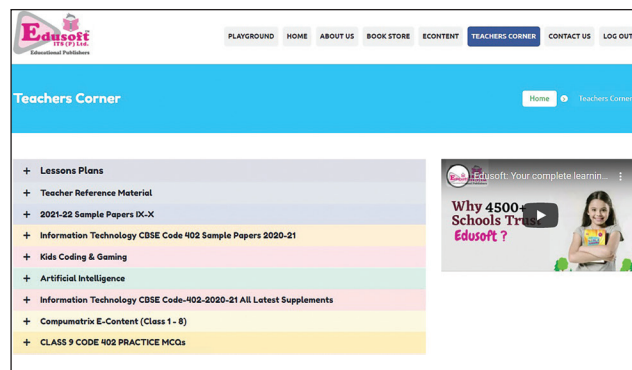 Edusoft
ITS (P) Ltd.
Educational Publishers
PLAYGROUND HOME ABOUT US BOOK STORE ECONTENT TEACHERS CORNER CONTACT US LOG OUT
Teachers Corner
Home Teachers Corner
+ Lessons Plans
+ Teacher Reference Material
+ 2021-22 Sample Papers IX-X
+ Information Technology CBSE Code 402 Sample Papers 2020-21
+ Kids Coding & Gaming
+ Artificial Intelligence
+ Information Technology CBSE Code-402-2020-21 All Latest Supplements
+ Compumatrix E-Content (Class 1 - 8)
+ CLASS 9 CODE 402 PRACTICE MCQs
Edusoft: Your complete learnin...
Why 4500+
Schools Trust
Edusoft ?